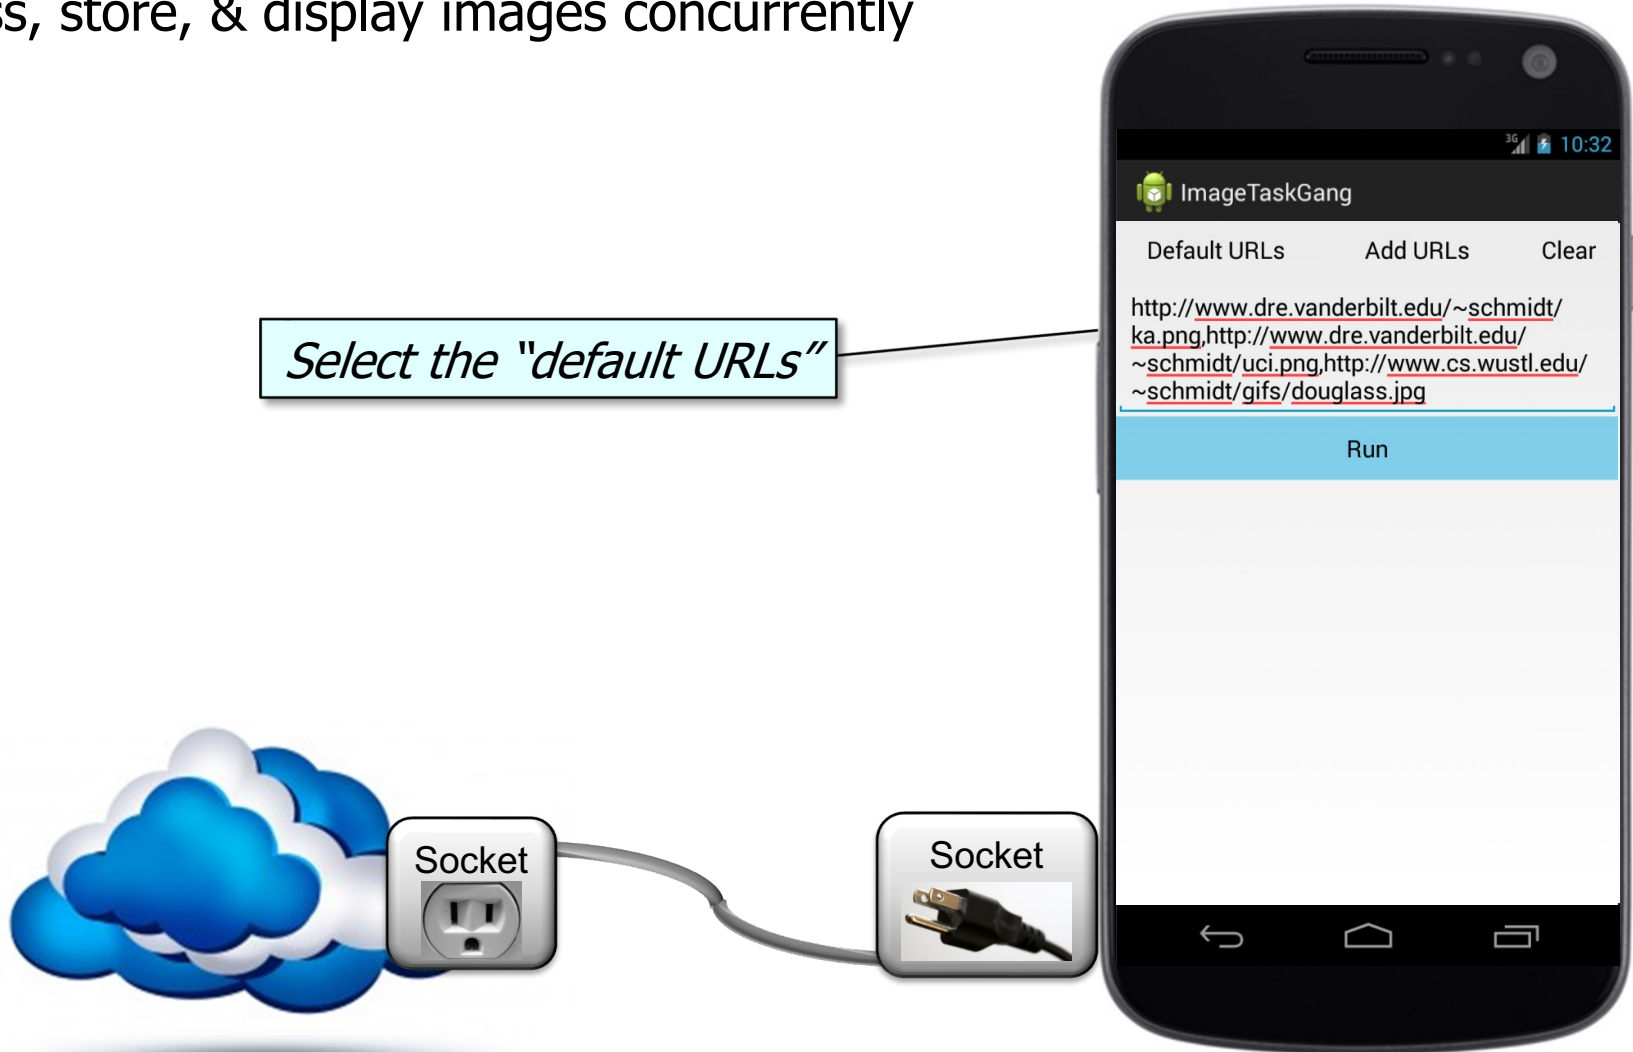 ss, store, & display images concurrently
3G 10:32
ImageTaskGang
Default URLs Add URLs Clear
http://www.dre.vanderbilt.edu/~schmidt/
ka.png,http://www.dre.vanderbilt.edu/
~schmidt/uci.png,http://www.cs.wustl.edu/
~schmidt/gifs/douglass.jpg
Run
Select the “default URLs”
Socket
Socket